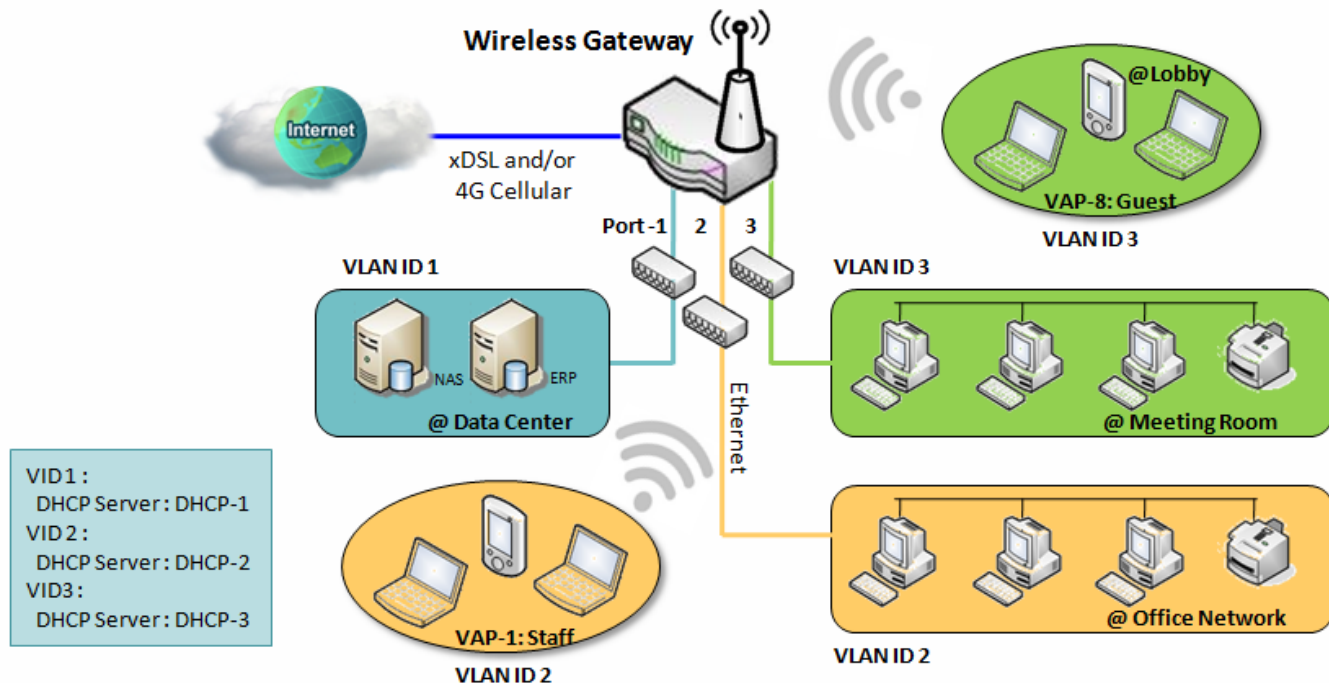 Wireless Gateway
Internet
xDSL and/or
4G Cellular
@Lobby
VAP-8: Guest
VLAN ID 3
Port -1 2 3
VLAN ID 1
NAS
ERP
@ Data Center
VLAN ID 3
@ Meeting Room
Ethernet
VID1 :
DHCP Server : DHCP-1
VID2 :
DHCP Server : DHCP-2
VID3 :
DHCP Server : DHCP-3
VAP-1: Staff
VLAN ID 2
@ Office Network
VLAN ID 2